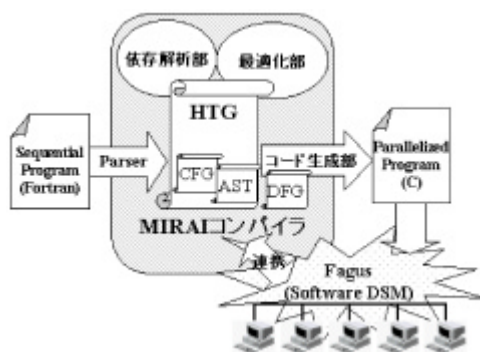 依存解析部
最適化部
HTG
Sequential
Program
(Fortran)
Parser
CFG
AST
DFG
コード生成部
Parallelized
Program
(C)
MIRAIコンパイラ
連携
Fagus
(Software DSM)